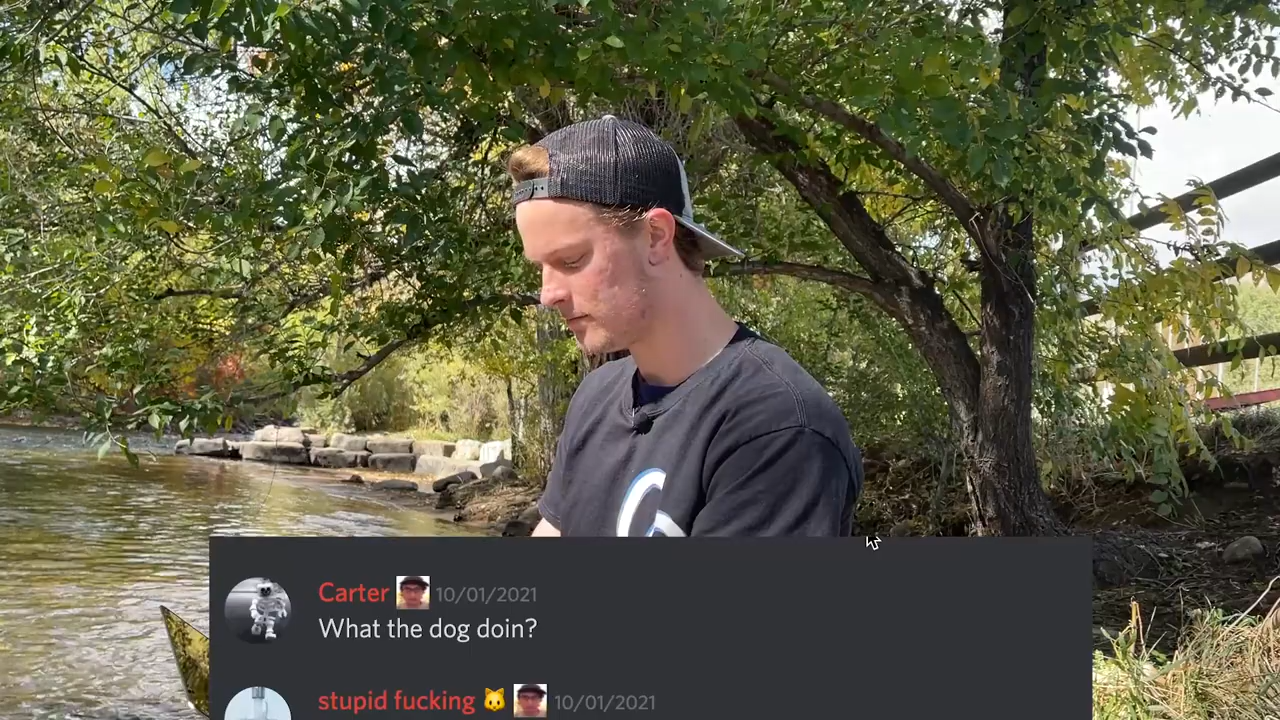 Carter 10/01/2021
What the dog doin?
stupid fucking 🐱 10/01/2021